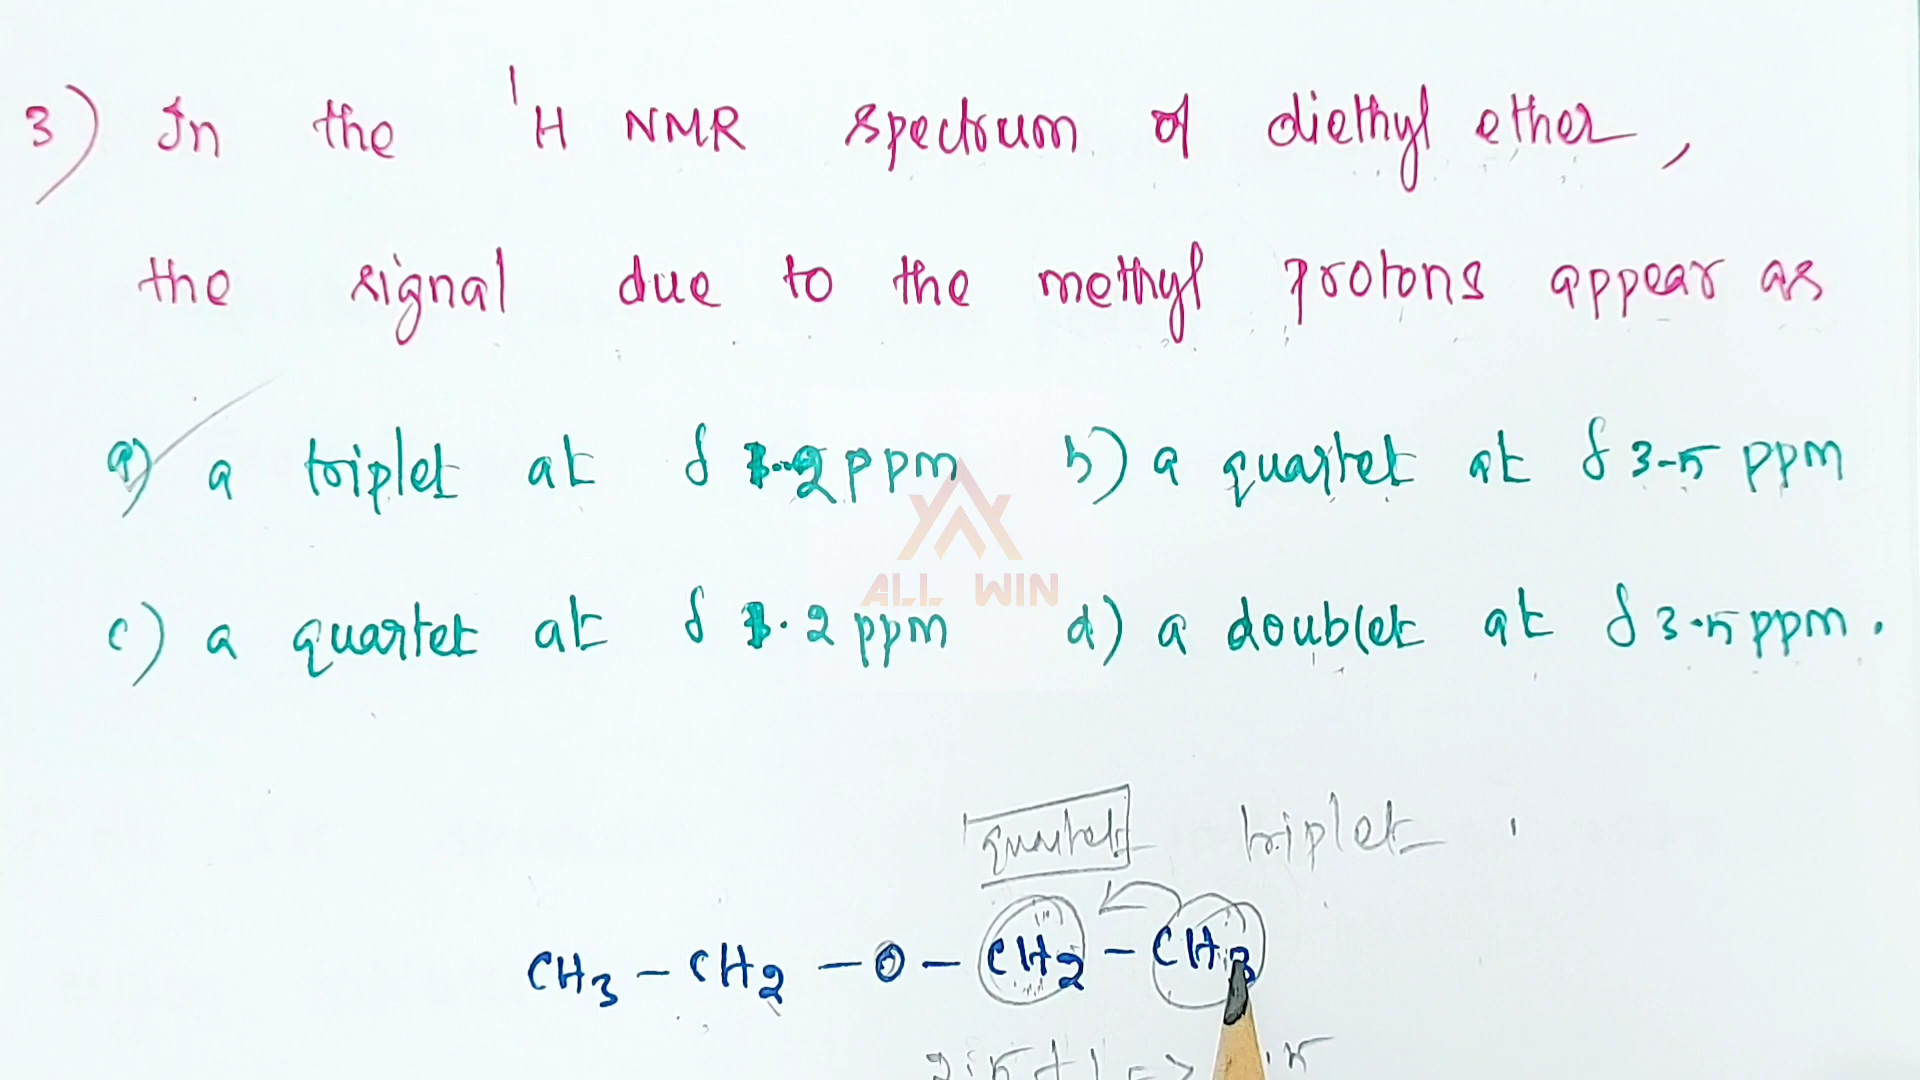 3) In the ¹H NMR spectrum of diethyl ether,
the signal due to the methyl protons appear as
a) a triplet at δ 1.2 ppm b) a quartet at δ 3.5 ppm
c) a quartet at δ 1.2 ppm d) a doublet at δ 3.5 ppm.
ALL WIN
quartet triplet
CH3 - CH2 - O - CH2 - CH3